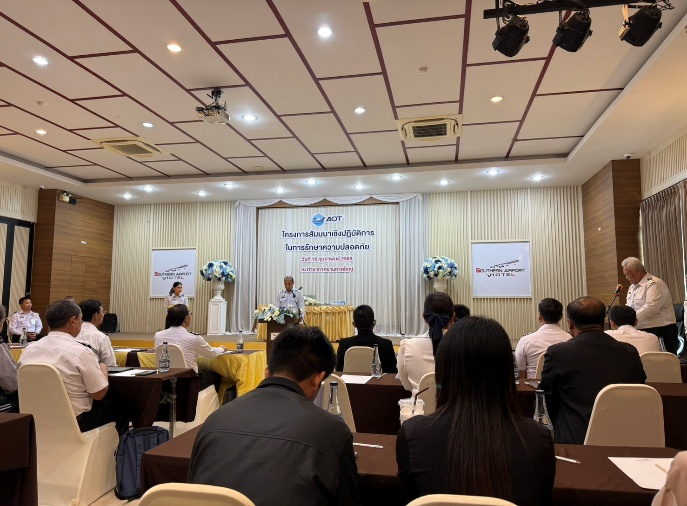 AOT
โครงการสัมมนาเชิงปฏิบัติการ
ในการรักษาความปลอดภัย
SOUTHERN AIRPORT
HOTEL
SOUTHERN AIRPORT
HOTEL